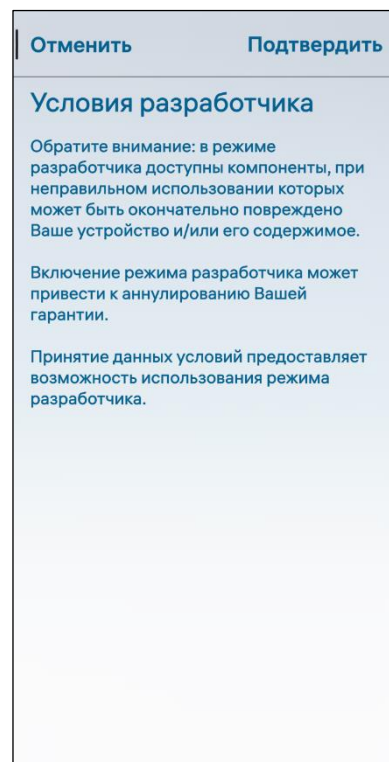 Отменить
Подтвердить
Условия разработчика
Обратите внимание: в режиме
разработчика доступны компоненты, при
неправильном использовании которых
может быть окончательно повреждено
Ваше устройство и/или его содержимое.
Включение режима разработчика может
привести к аннулированию Вашей
гарантии.
Принятие данных условий предоставляет
возможность использования режима
разработчика.